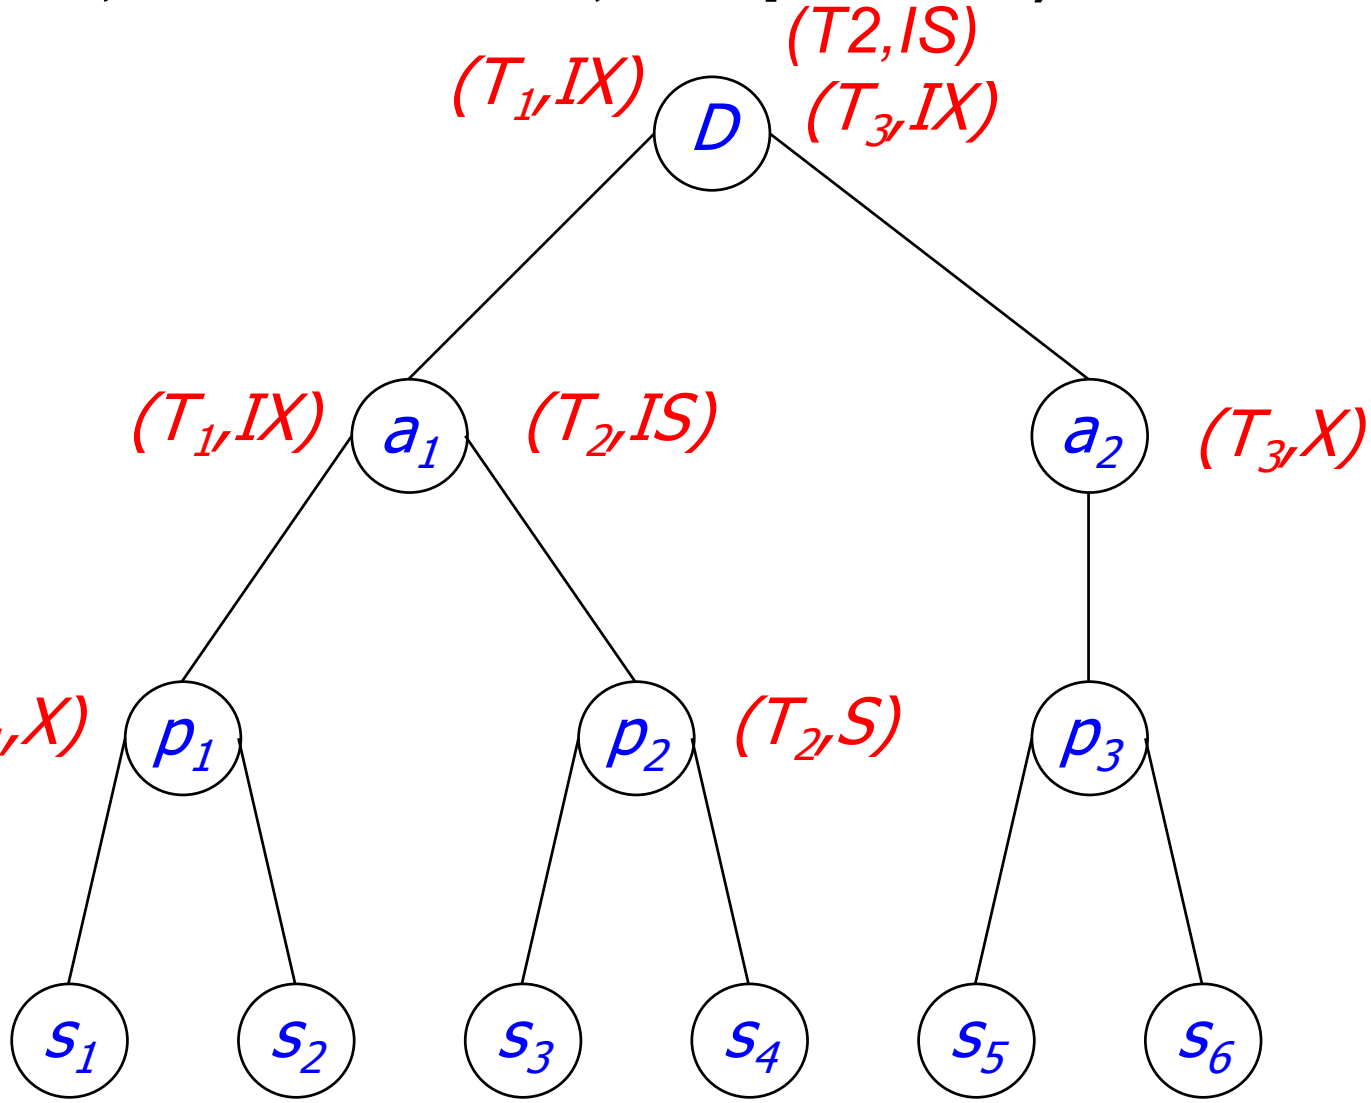 (T2,IS)
(T₁,IX) D (T₃,IX)
(T₁,IX) a₁ (T₂,IS) a₂ (T₃,X)
,X) p₁ p₂ (T₂,S) p₃
s₁ s₂ s₃ s₄ s₅ s₆